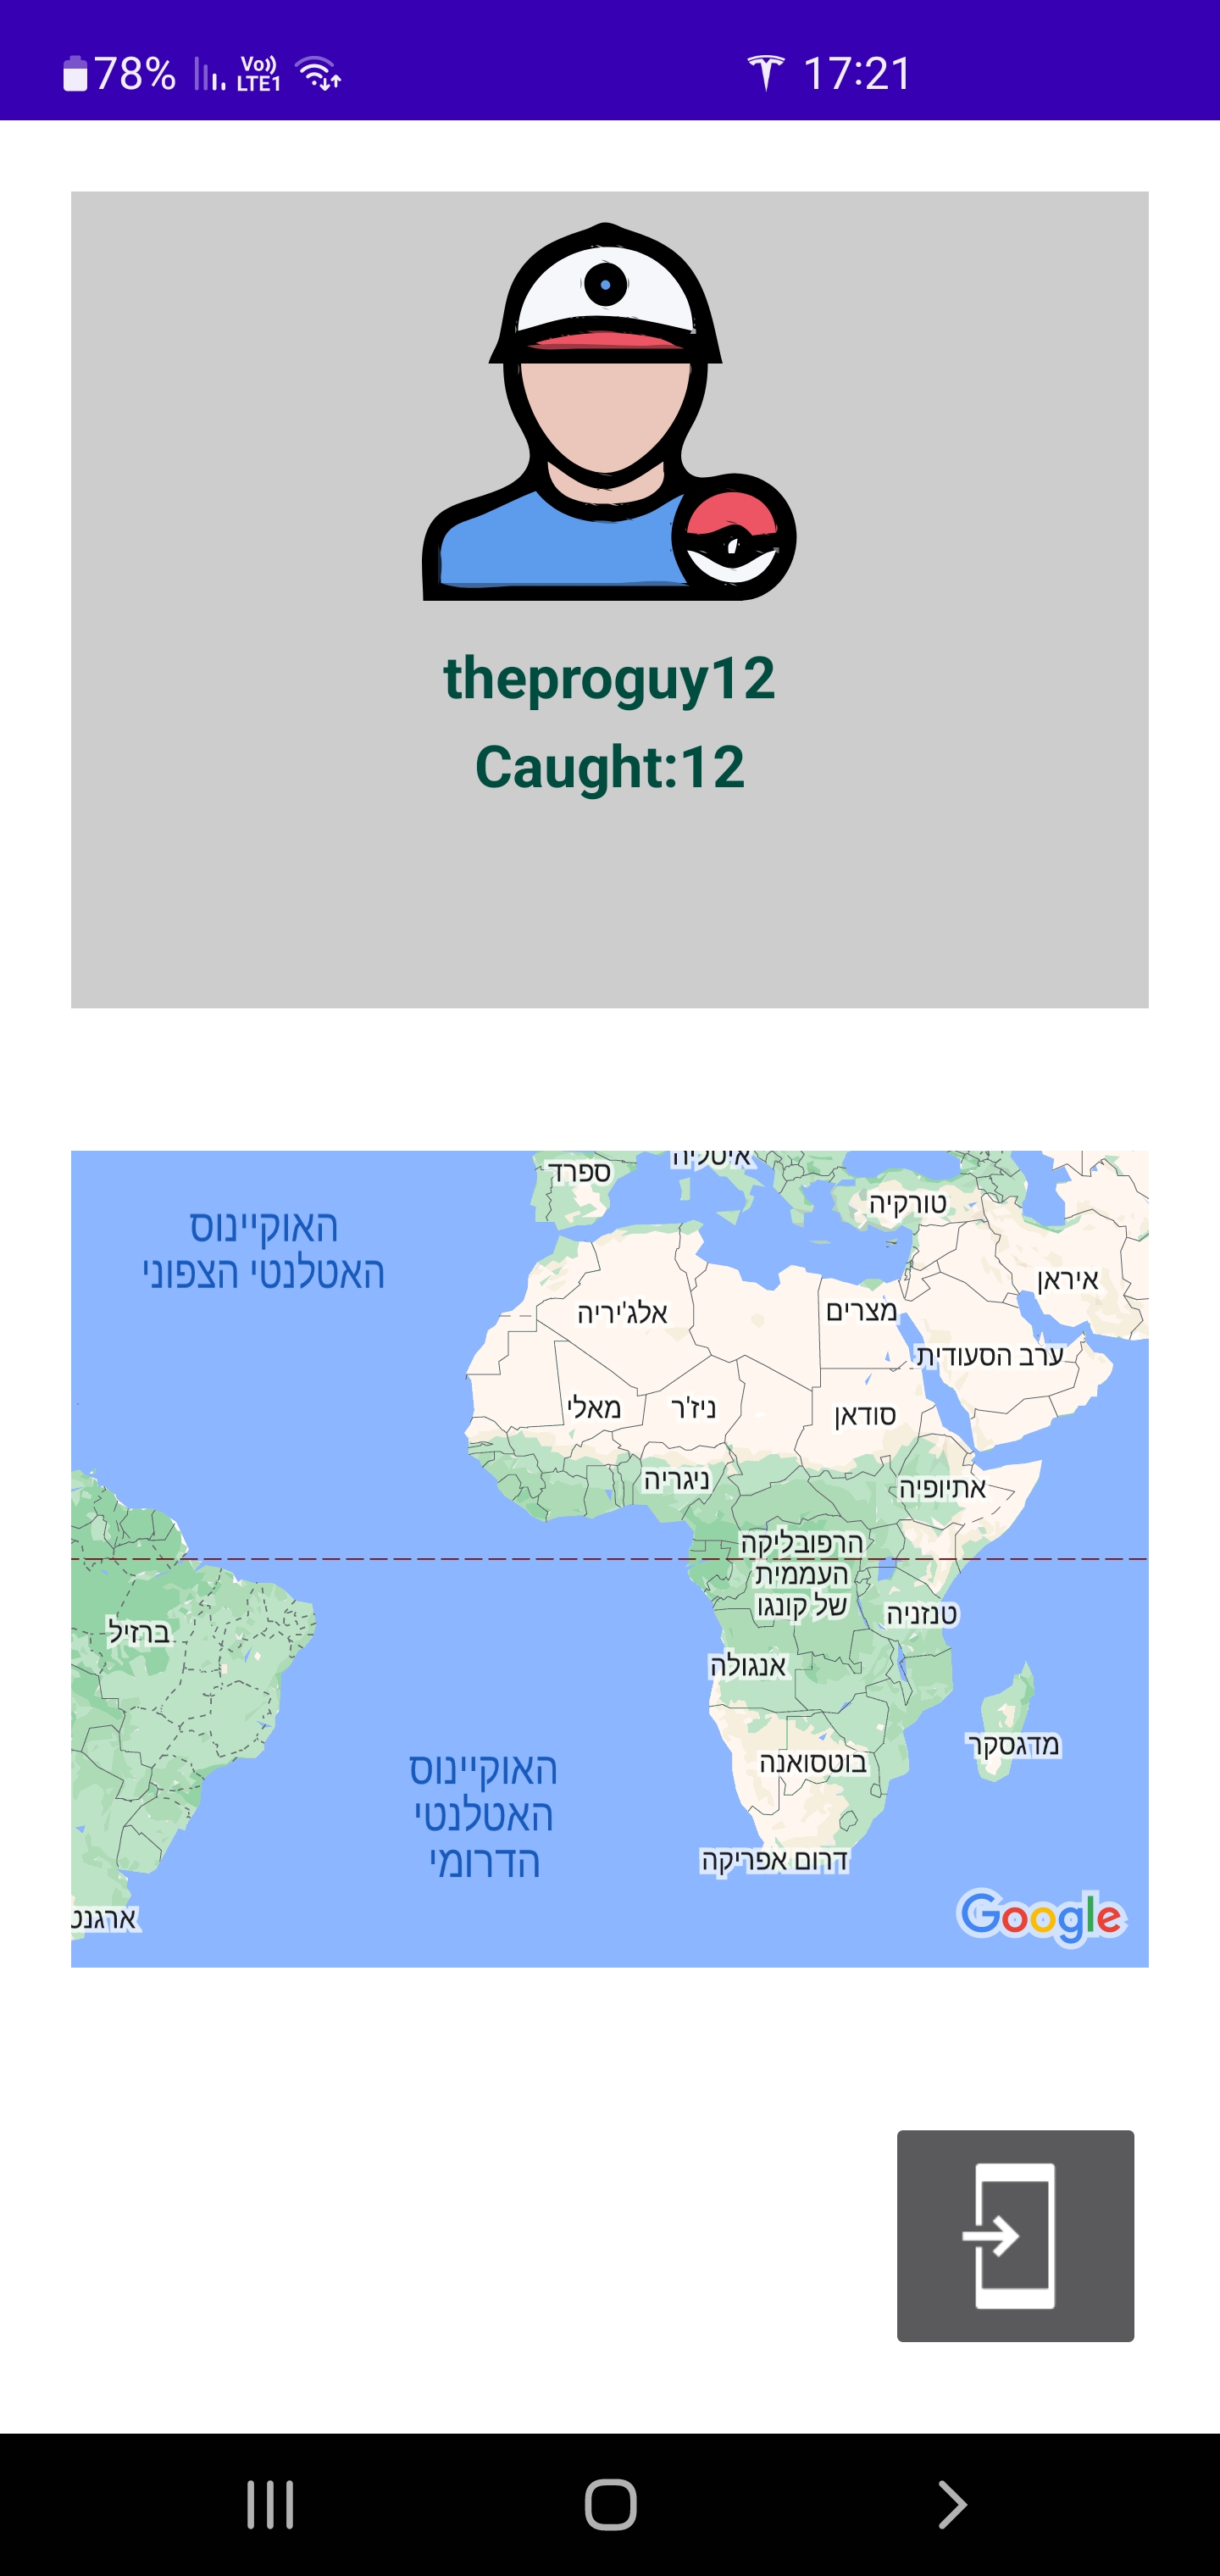 78%
Vo))
LTE1
17:21
theproguy12
Caught:12
איטליה
ספרד
טורקיה
האוקיינוס
האטלנטי הצפוני
איראן
מצרים
אלג'יריה
ערב הסעודית
מאלי
ניז'ר
סודאן
ניגריה
אתיופיה
הרפובליקה
העממית
של קונגו
טנזניה
ברזיל
אנגולה
מדגסקר
בוטסואנה
האוקיינוס
האטלנטי
הדרומי
דרום אפריקה
ארגנט
Google